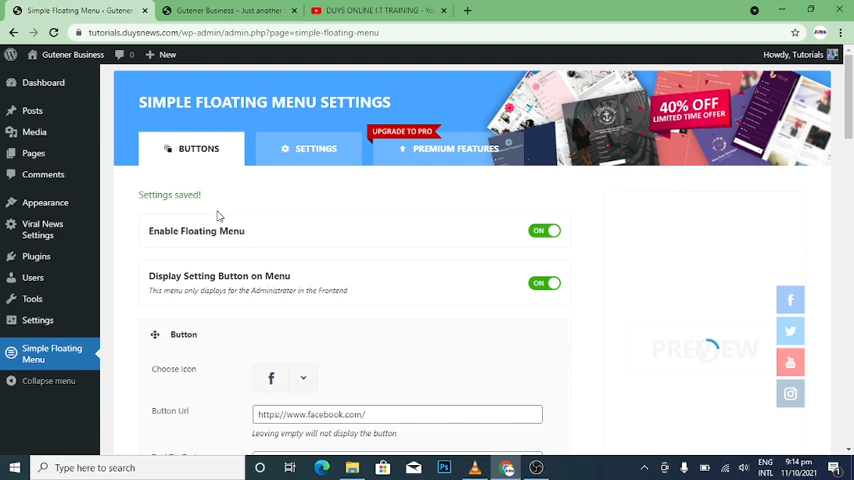 Simple Floating Menu ‹ Gutener
Gutener Business – Just another
DUYS ONLINE I.T TRAINING - Yo
tutorials.duysnews.com/wp-admin/admin.php?page=simple-floating-menu
Gutener Business
0
New
Howdy, Tutorials
Dashboard
Posts
Media
Pages
Comments
Appearance
Viral News
Settings
Plugins
Users
Tools
Settings
Simple Floating
Menu
Collapse menu
SIMPLE FLOATING MENU SETTINGS
40% OFF
LIMITED TIME OFFER
UPGRADE TO PRO
BUTTONS
SETTINGS
PREMIUM FEATURES
Settings saved!
Enable Floating Menu
ON
Display Setting Button on Menu
This menu only displays for the Administrator in the Frontend
ON
Button
Choose Icon
Button Url
https://www.facebook.com/
Leaving empty will not display the button
PREVIEW
Type here to search
ENG
INTL
9:14 pm
11/10/2021